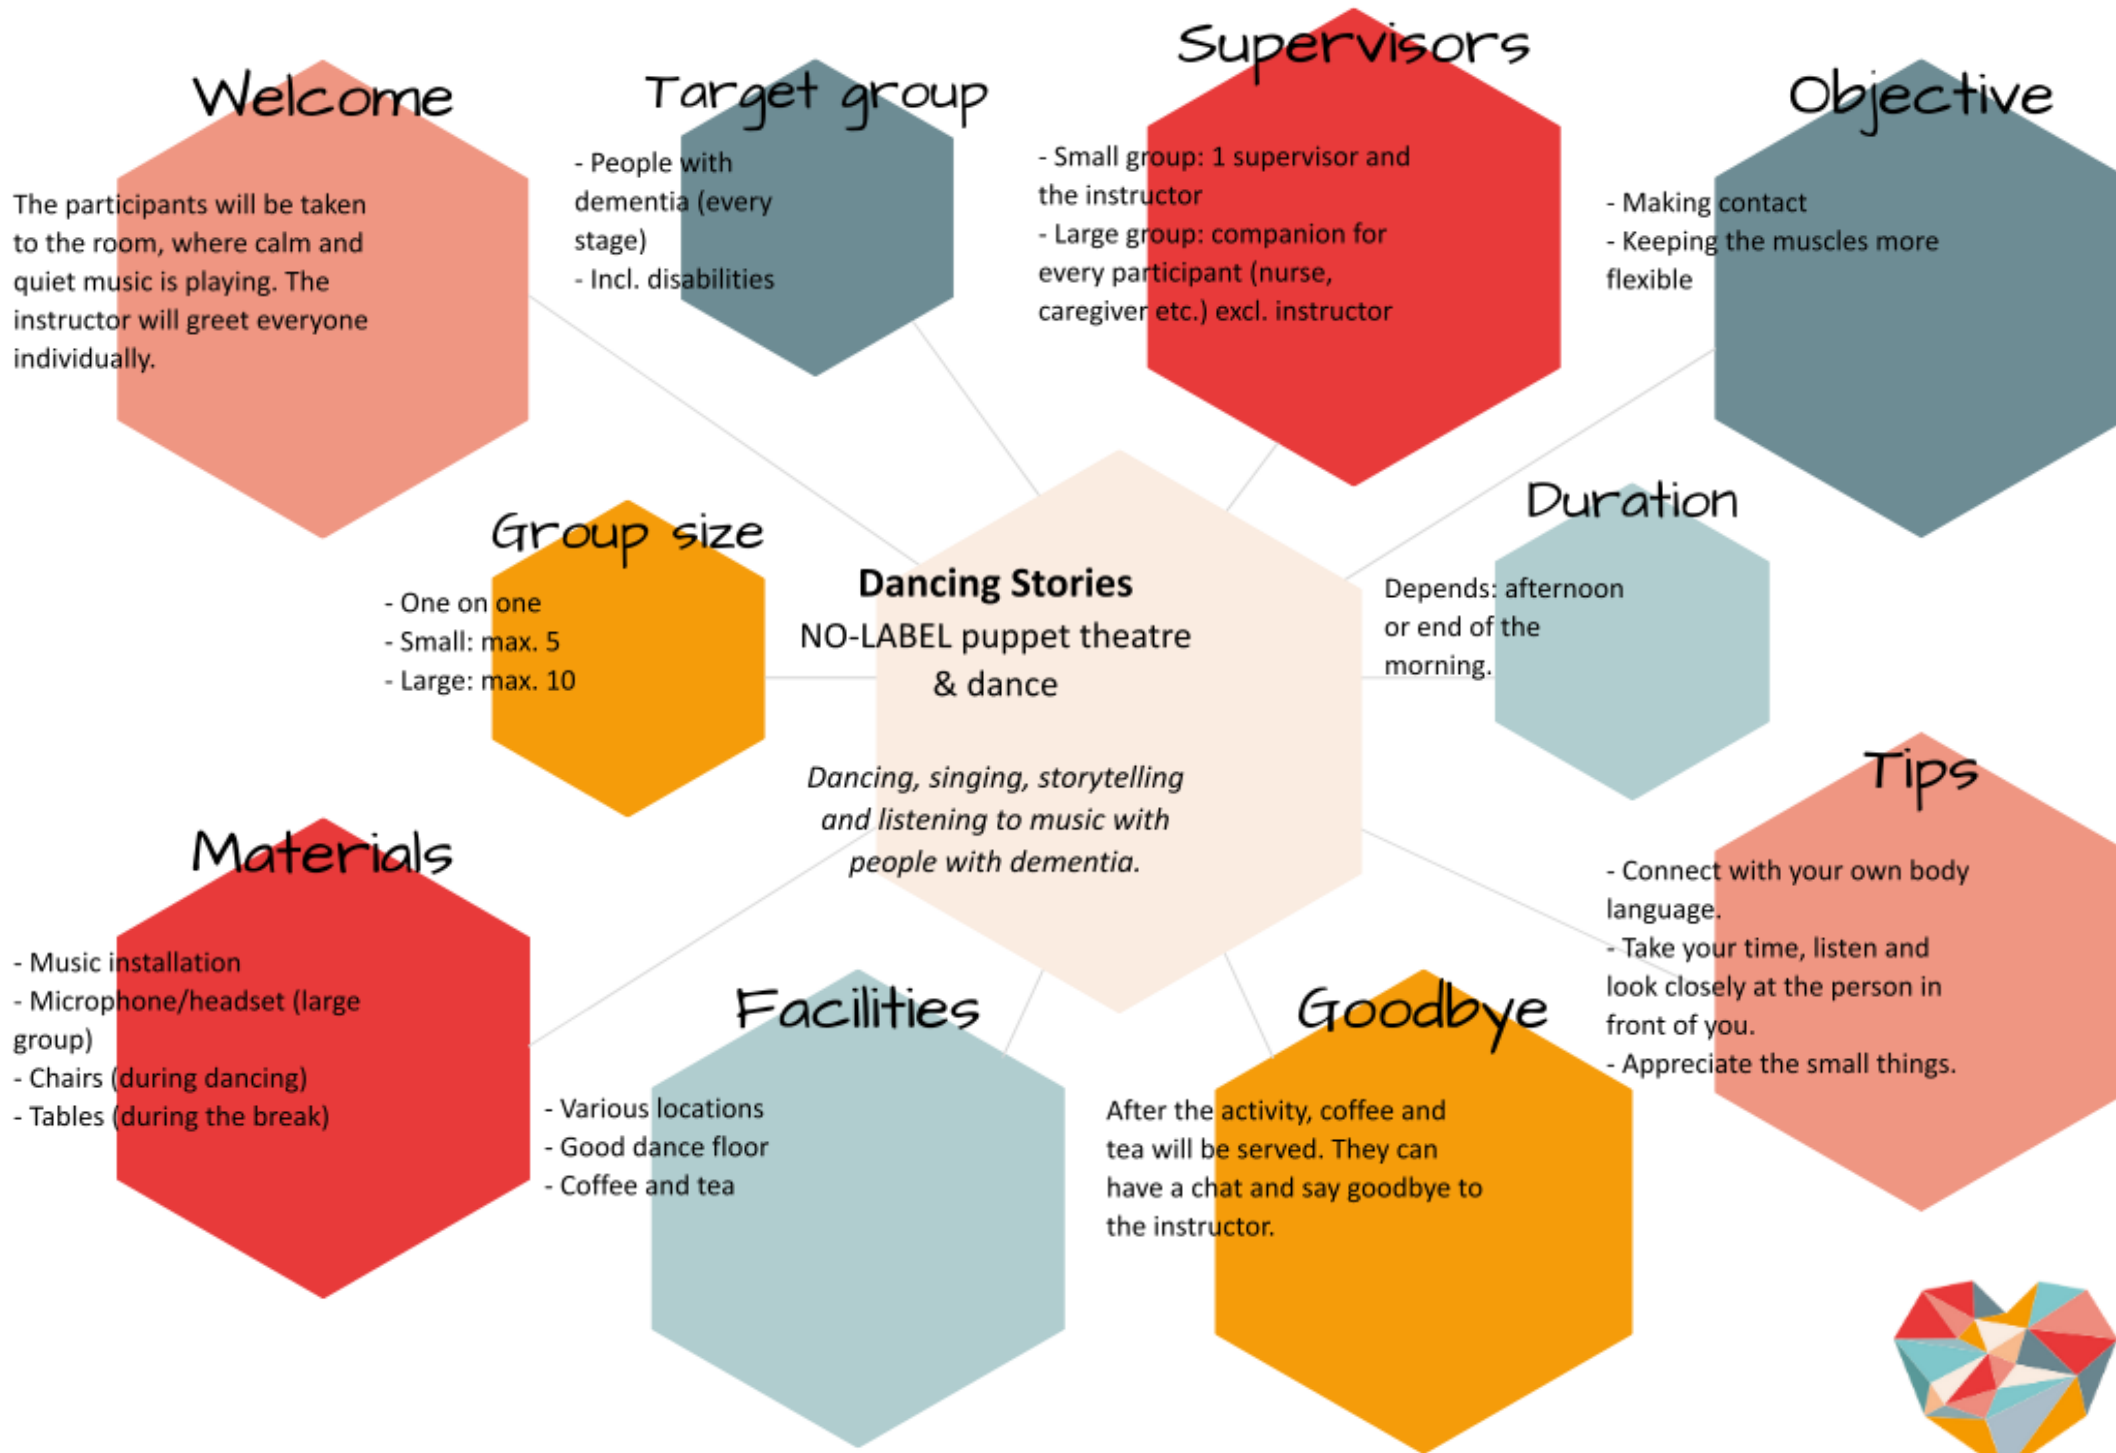 Welcome
The participants will be taken
to the room, where calm and
quiet music is playing. The
instructor will greet everyone
individually.
Target group
- People with
dementia (every
stage)
- Incl. disabilities
Supervisors
- Small group: 1 supervisor and
the instructor
- Large group: companion for
every participant (nurse,
caregiver etc.) excl. instructor
Objective
- Making contact
- Keeping the muscles more
flexible
Group size
- One on one
- Small: max. 5
- Large: max. 10
Dancing Stories
NO-LABEL puppet theatre
& dance
Dancing, singing, storytelling
and listening to music with
people with dementia.
Duration
Depends: afternoon
or end of the
morning.
Tips
- Connect with your own body
language.
- Take your time, listen and
look closely at the person in
front of you.
- Appreciate the small things.
Materials
- Music installation
- Microphone/headset (large
group)
- Chairs (during dancing)
- Tables (during the break)
Facilities
- Various locations
- Good dance floor
- Coffee and tea
Goodbye
After the activity, coffee and
tea will be served. They can
have a chat and say goodbye to
the instructor.